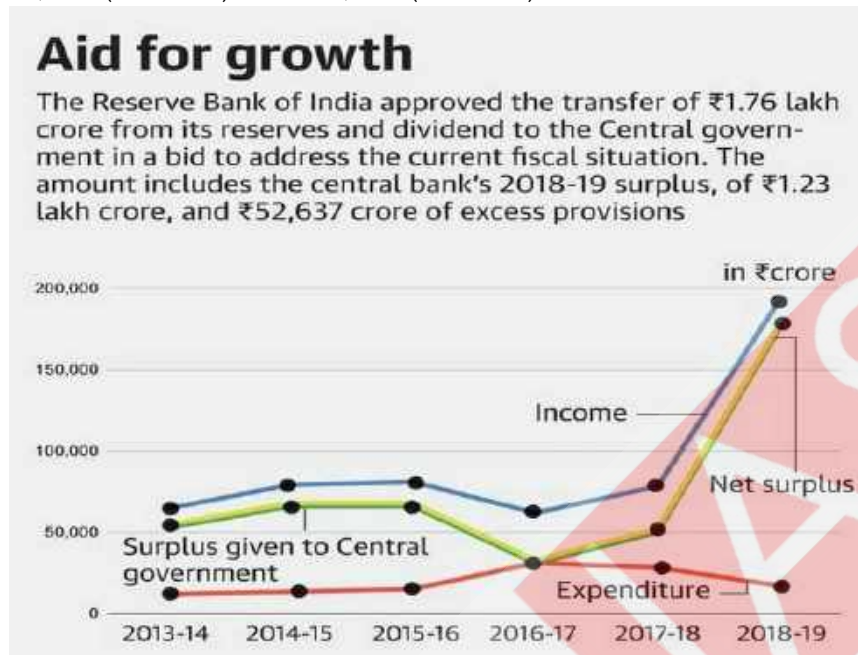 Aid for growth
The Reserve Bank of India approved the transfer of ₹1.76 lakh
crore from its reserves and dividend to the Central govern-
ment in a bid to address the current fiscal situation. The
amount includes the central bank's 2018-19 surplus, of ₹1.23
lakh crore, and ₹52,637 crore of excess provisions
in ₹crore
200,000
150,000
Income
100,000
Net surplus
50,000
Surplus given to Central
government
Expenditure
0
2013-14 2014-15 2015-16 2016-17 2017-18 2018-19